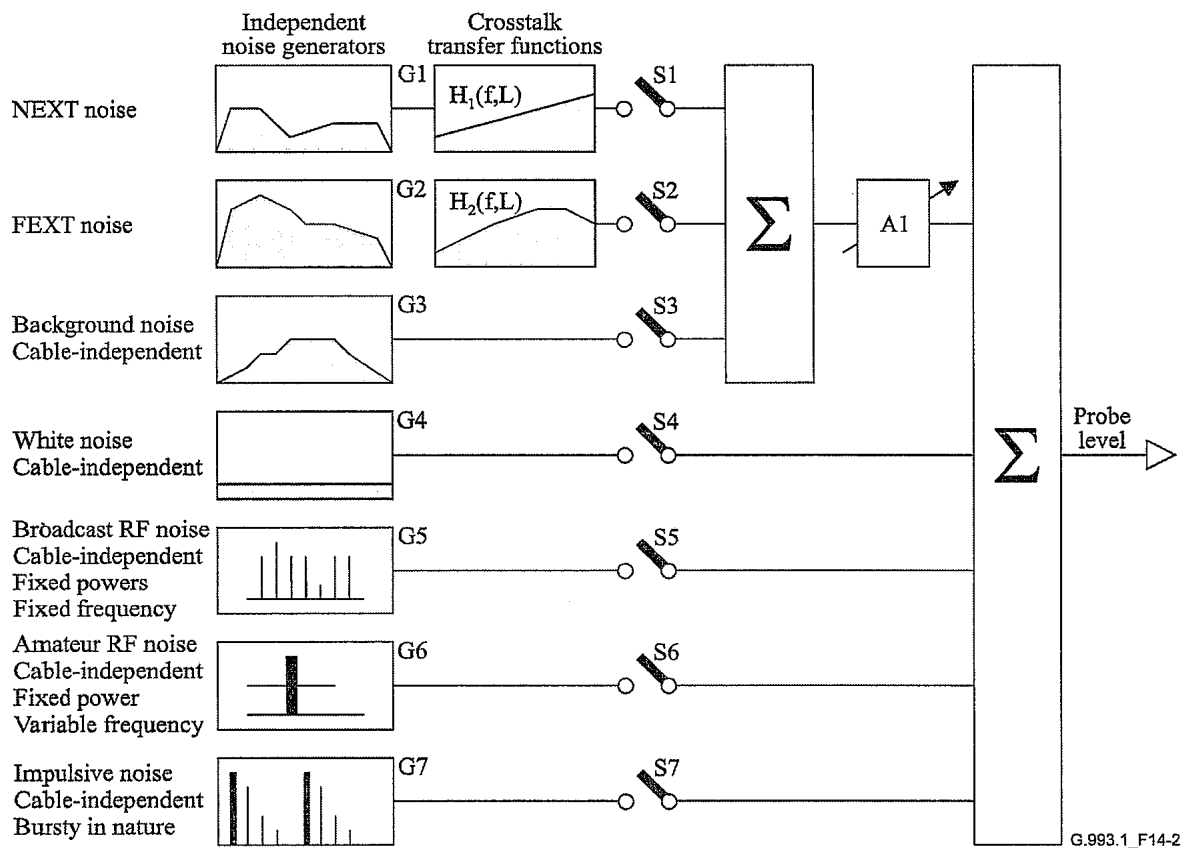 Independent
noise generators
Crosstalk
transfer functions
NEXT noise
G1
H1(f,L)
S1
FEXT noise
G2
H2(f,L)
S2
Σ
A1
Background noise
Cable-independent
G3
S3
White noise
Cable-independent
G4
S4
Σ
Probe
level
Broadcast RF noise
Cable-independent
Fixed powers
Fixed frequency
G5
S5
Amateur RF noise
Cable-independent
Fixed power
Variable frequency
G6
S6
Impulsive noise
Cable-independent
Bursty in nature
G7
S7
G.993.1_F14-2